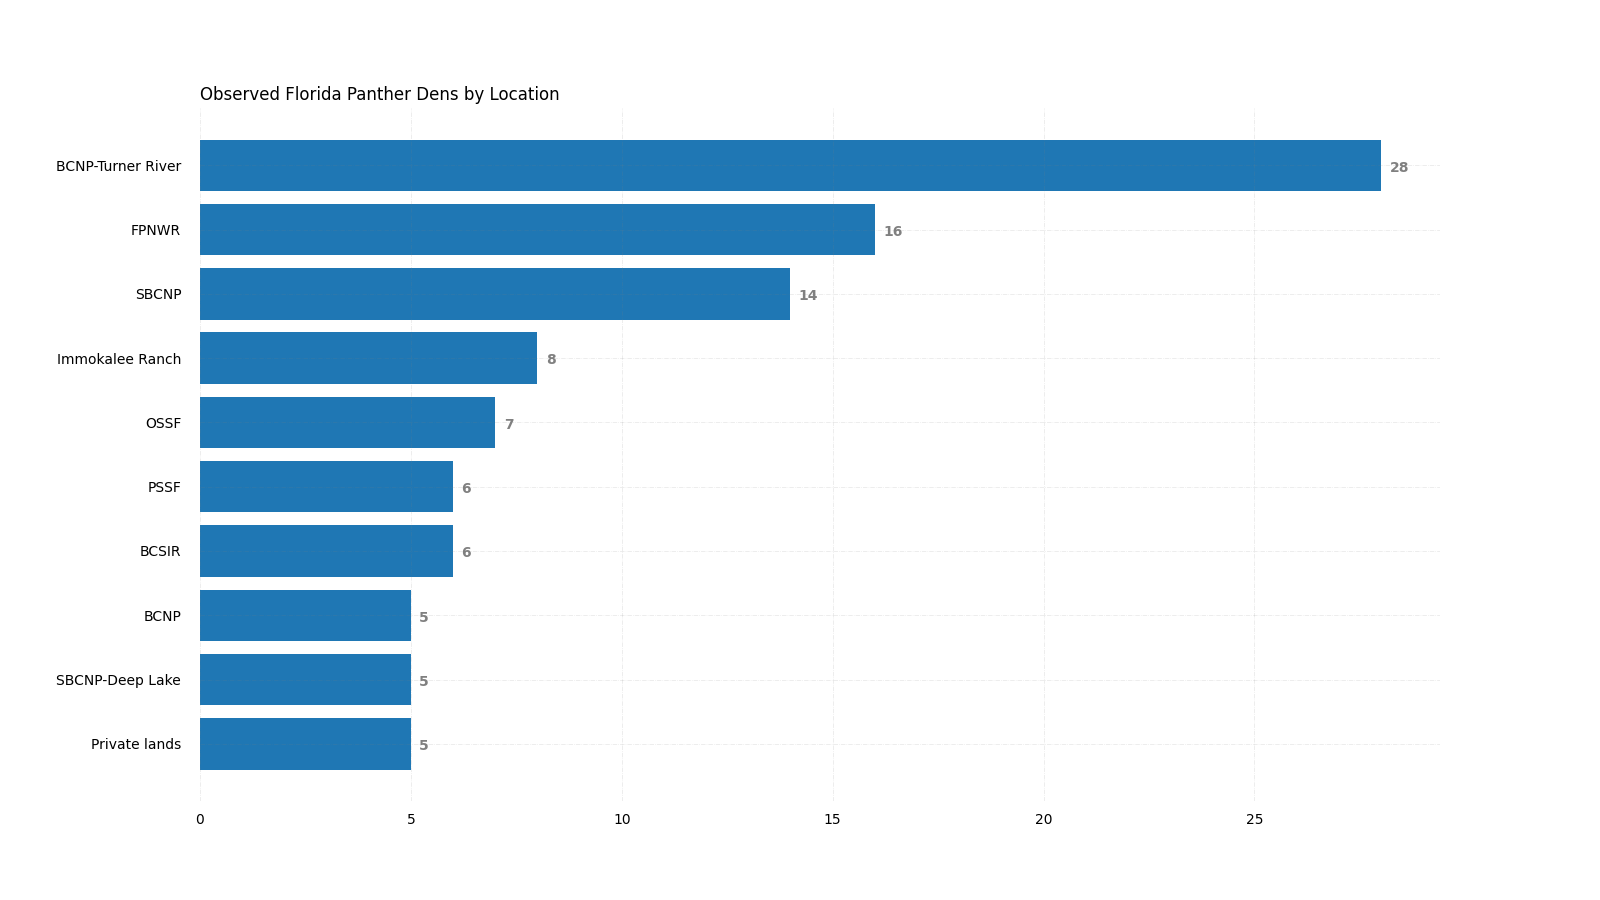 Observed Florida Panther Dens by Location
BCNP-Turner River 28
FPNWR 16
SBCNP 14
Immokalee Ranch 8
OSSF 7
PSSF 6
BCSIR 6
BCNP 5
SBCNP-Deep Lake 5
Private lands 5
0 5 10 15 20 25